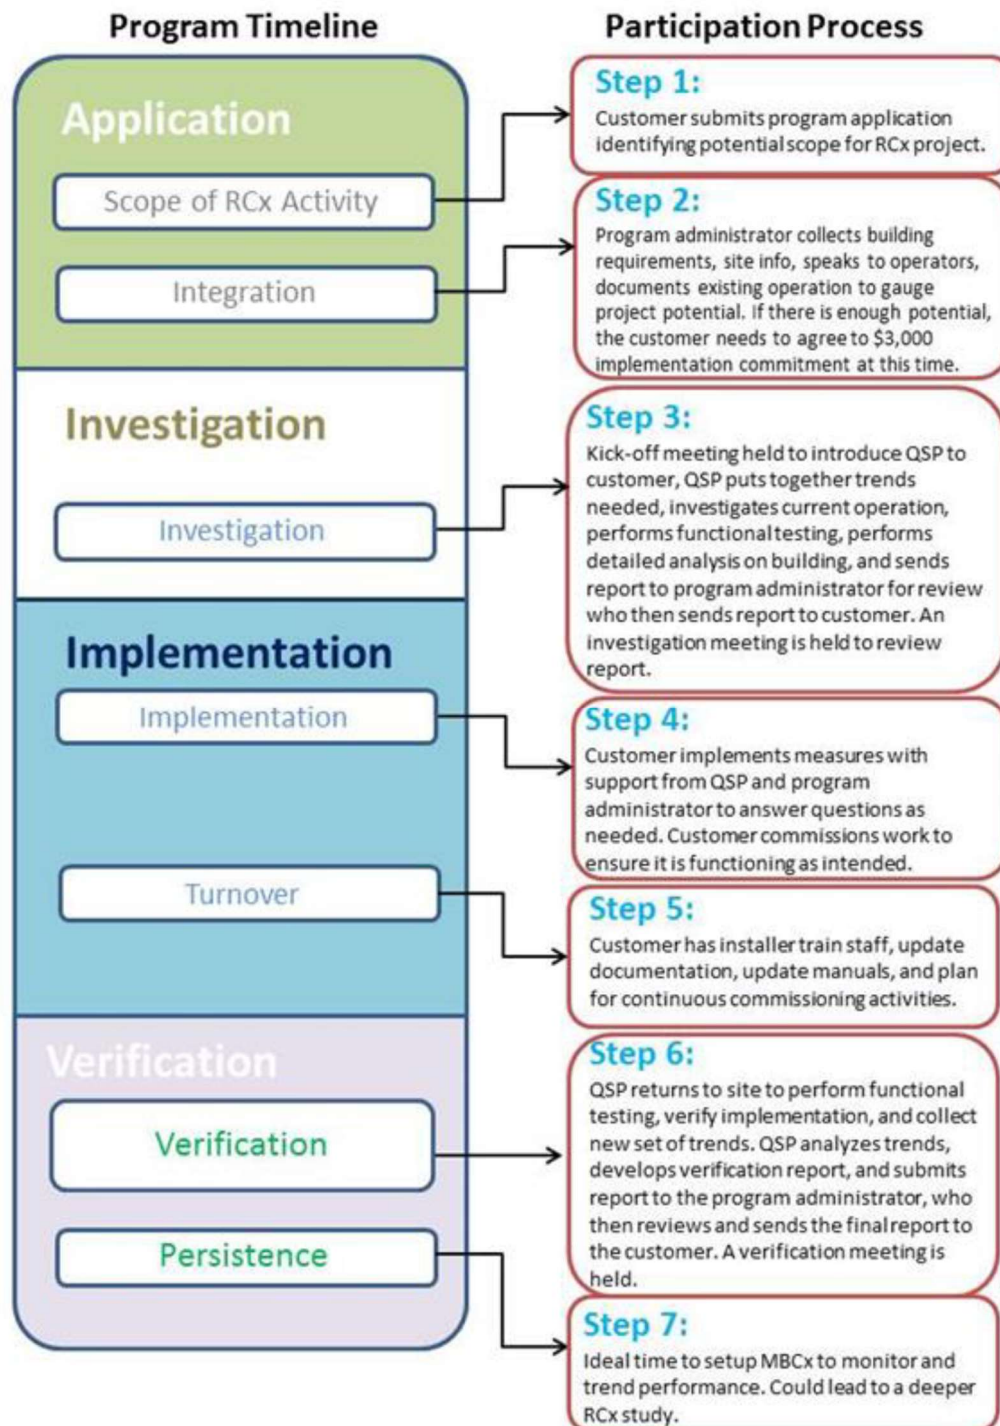 Program Timeline
Participation Process
Application
Scope of RCx Activity
Integration
Step 1:
Customer submits program application
identifying potential scope for RCx project.
Step 2:
Program administrator collects building
requirements, site info, speaks to operators,
documents existing operation to gauge
project potential. If there is enough potential,
the customer needs to agree to $3,000
implementation commitment at this time.
Investigation
Investigation
Step 3:
Kick-off meeting held to introduce QSP to
customer, QSP puts together trends
needed, investigates current operation,
performs functional testing, performs
detailed analysis on building, and sends
report to program administrator for review
who then sends report to customer. An
investigation meeting is held to review
report.
Implementation
Implementation
Turnover
Step 4:
Customer implements measures with
support from QSP and program
administrator to answer questions as
needed. Customer commissions work to
ensure it is functioning as intended.
Step 5:
Customer has installer train staff, update
documentation, update manuals, and plan
for continuous commissioning activities.
Verification
Verification
Persistence
Step 6:
QSP returns to site to perform functional
testing, verify implementation, and collect
new set of trends. QSP analyzes trends,
develops verification report, and submits
report to the program administrator, who
then reviews and sends the final report to
the customer. A verification meeting is
held.
Step 7:
Ideal time to setup MBCx to monitor and
trend performance. Could lead to a deeper
RCx study.